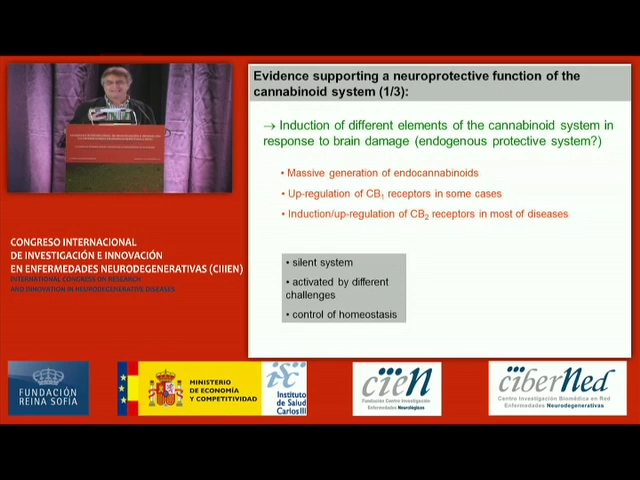 Evidence supporting a neuroprotective function of the
cannabinoid system (1/3):
→ Induction of different elements of the cannabinoid system in
response to brain damage (endogenous protective system?)
• Massive generation of endocannabinoids
• Up-regulation of CB1 receptors in some cases
• Induction/up-regulation of CB2 receptors in most of diseases
• silent system
• activated by different
challenges
• control of homeostasis
CONGRESO INTERNACIONAL
DE INVESTIGACIÓN E INNOVACIÓN
EN ENFERMEDADES NEURODEGENERATIVAS (CIIIEN)
INTERNATIONAL CONGRESS ON RESEARCH
AND INNOVATION IN NEURODEGENERATIVE DISEASES
FUNDACIÓN
REINA SOFÍA
MINISTERIO
DE ECONOMÍA
Y COMPETITIVIDAD
isc
Instituto
de Salud
Carlos III
cien
Fundación Centro Investigación
Enfermedades Neurológicas
ciberNed
Centro Investigación Biomédica en Red
Enfermedades Neurodegenerativas